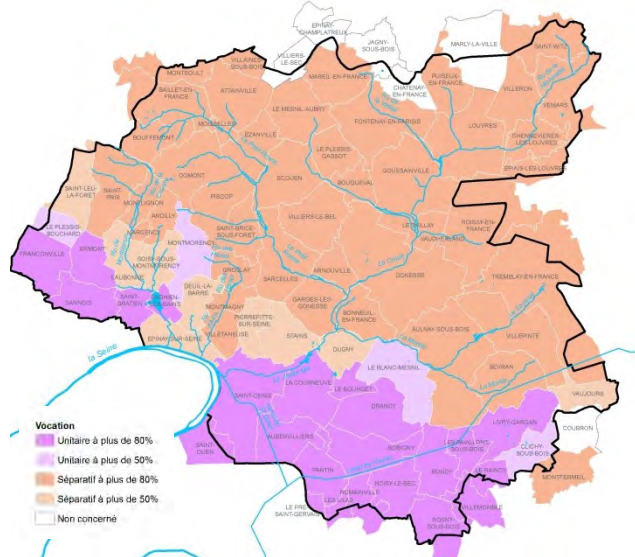 EPINAY-
CHAMPLATREUX
JAGNY-
SOUS-BOIS
MARLY-LA-VILLE
VILLIERS-
LE-SEC
SAINT-WITZ
VILLAINES-
SOUS-BOIS
MONTSOULT
MAREIL-EN-FRANCE
PUISEUX-
EN-FRANCE
CHATENAY-
EN-FRANCE
VILLERON
BAILLET-EN-
FRANCE
ATTAINVILLE
VEMARS
LE MESNIL-AUBRY
FONTENAY-EN-PARISIS
LOUVRES
MOISSELLES
CHENNEVIERES-
LES-LOUVRES
BOUFFEMONT
EZANVILLE
LE PLESSIS-
GASSOT
EPIAIS-LES-LOUVRES
ECOUEN
GOUSSAINVILLE
DOMONT
BOUQUEVAL
SAINT-LEU-
LA-FORET
SAINT-
PRIX
PISCOP
MONTLIGNON
ANDILLY
VILLIERS-LE-BEL
LE THILLAY
ROISSY-EN-
FRANCE
LE PLESSIS-
BOUCHARD
SAINT-BRICE-
SOUS-FORET
VAUDHERLAND
MARGENCY
MONTMORENCY
FRANCONVILLE
ERMONT
SOISY-SOUS-
MONTMORENCY
GROSLAY
SARCELLES
ARNOUVILLE
GONESSE
TREMBLAY-EN-FRANCE
EAUBONNE
DEUIL-LA-
BARRE
SANNOIS
SAINT-
GRATIEN
ENGHIEN-
LES-BAINS
MONTMAGNY
GARGES-LES-
GONESSE
BONNEUIL-
EN-FRANCE
PIERREFITTE-
SUR-SEINE
VILLETANEUSE
AULNAY-SOUS-BOIS
VILLEPINTE
EPINAY-SUR-SEINE
STAINS
DUGNY
la Seine
LE BLANC-MESNIL
SEVRAN
LA COURNEUVE
LE BOURGET
VAUJOURS
SAINT-DENIS
DRANCY
LIVRY-GARGAN
COUBRON
Vocation
AUBERVILLIERS
Unitaire à plus de 80%
SAINT-
OUEN
BOBIGNY
LES PAVILLONS-
SOUS-BOIS
CLICHY-
SOUS-BOIS
Unitaire à plus de 50%
PANTIN
BONDY
LE RAINCY
MONTFERMEIL
Séparatif à plus de 80%
NOISY-LE-SEC
ROMAINVILLE
Séparatif à plus de 50%
LE PRE-
SAINT-GERVAIS
LES LILAS
VILLEMOMBLE
Non concerné
ROSNY-
SOUS-BOIS